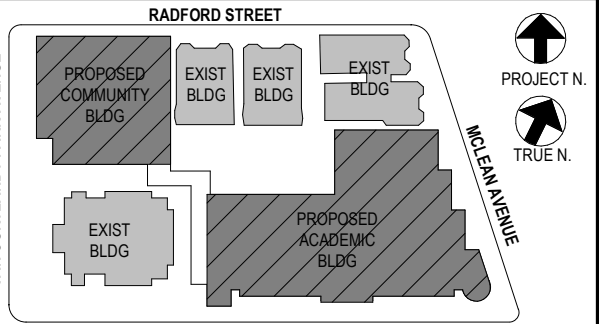 RADFORD STREET
PROPOSED
COMMUNITY
BLDG
EXIST
BLDG
EXIST
BLDG
EXIST
BLDG
PROJECT N.
TRUE N.
MCLEAN AVENUE
EXIST
BLDG
PROPOSED
ACADEMIC
BLDG